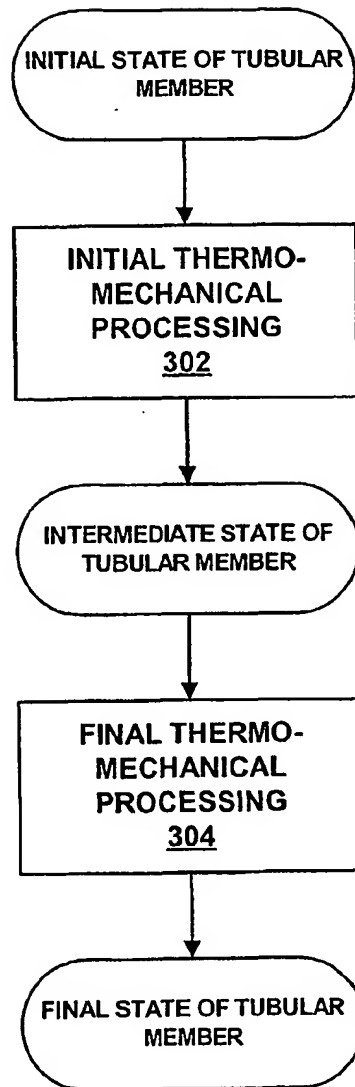 INITIAL STATE OF TUBULAR
MEMBER
INITIAL THERMO-
MECHANICAL
PROCESSING
302
INTERMEDIATE STATE OF
TUBULAR MEMBER
FINAL THERMO-
MECHANICAL
PROCESSING
304
FINAL STATE OF TUBULAR
MEMBER